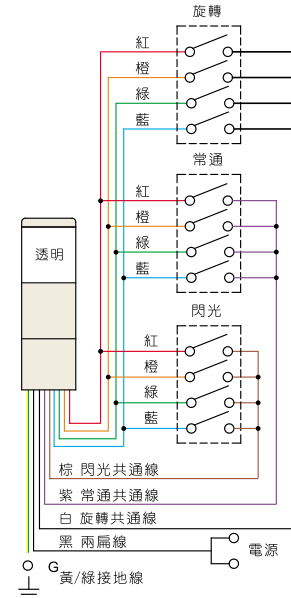 旋轉
紅
橙
綠
藍
常通
紅
橙
綠
藍
透明
閃光
紅
橙
綠
藍
棕 閃光共通線
紫 常通共通線
白 旋轉共通線
黑 兩扁線
電源
G
黃/綠接地線